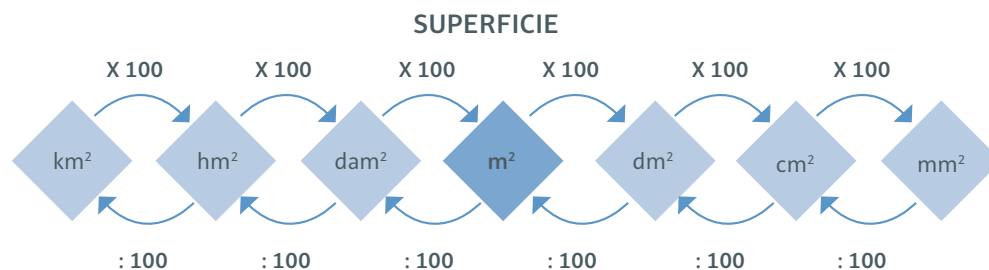 SUPERFICIE
X 100 X 100 X 100 X 100 X 100 X 100
km² hm² dam² m² dm² cm² mm²
: 100 : 100 : 100 : 100 : 100 : 100